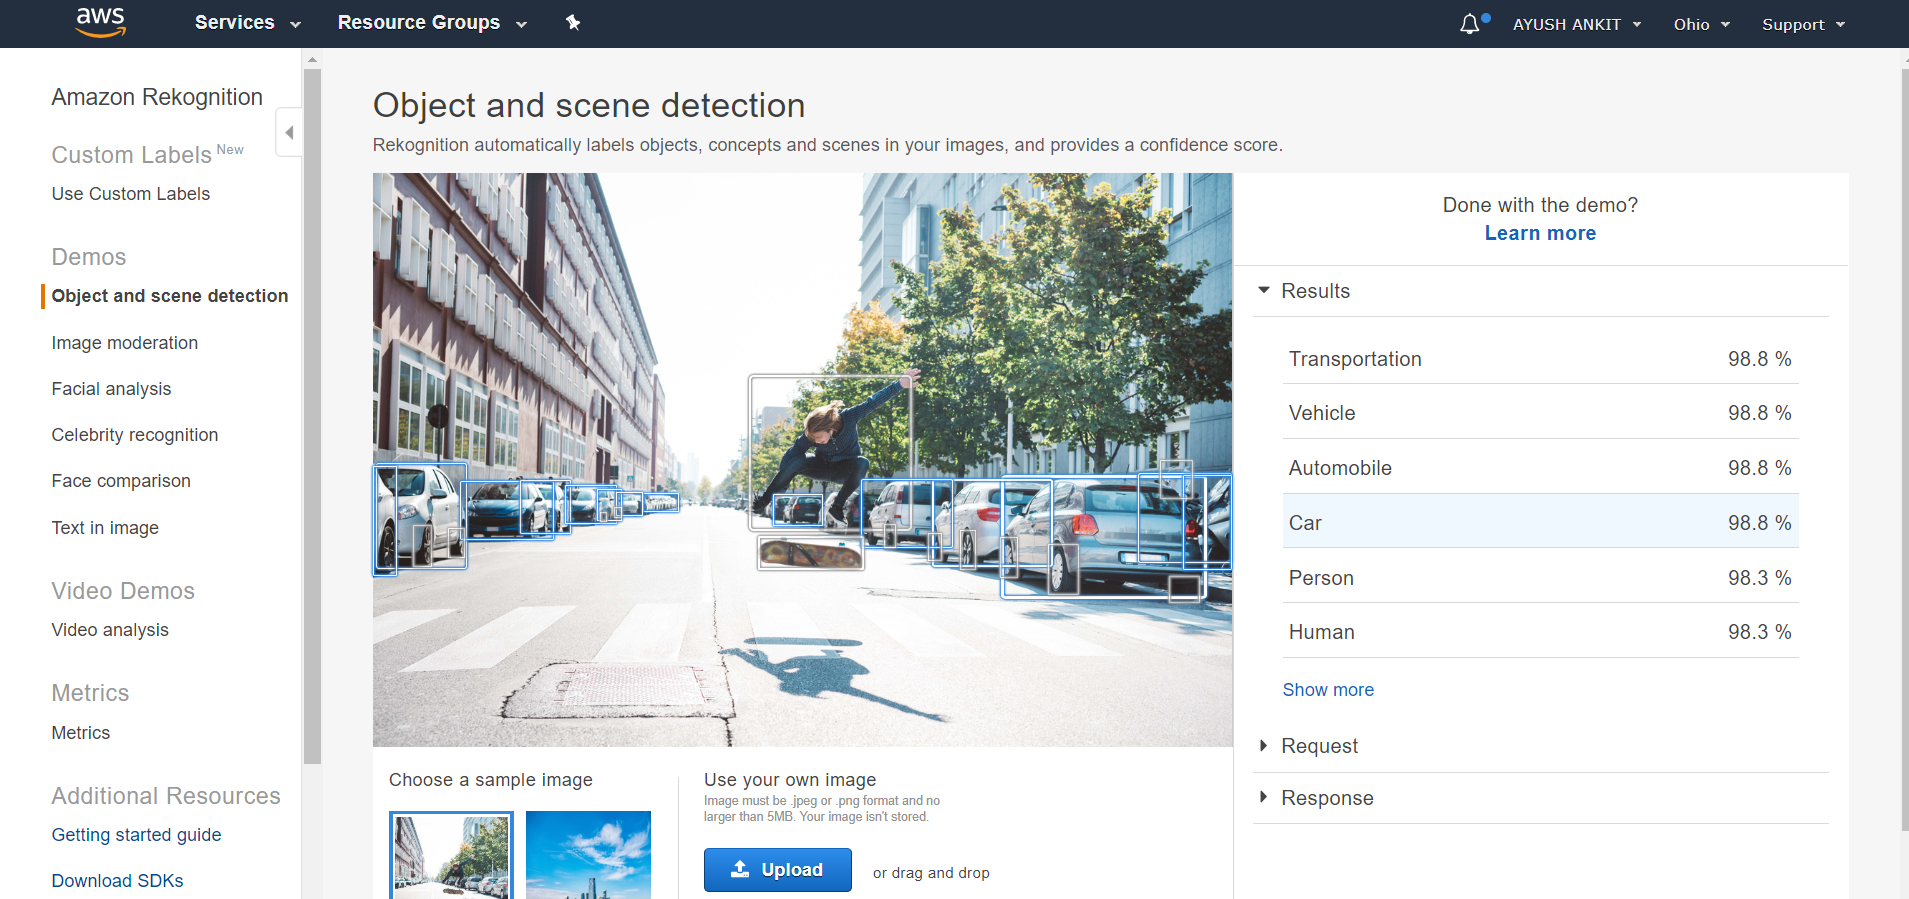 aws
Services
Resource Groups
AYUSH ANKIT
Ohio
Support
Amazon Rekognition
Custom Labels New
Use Custom Labels
Demos
Object and scene detection
Image moderation
Facial analysis
Celebrity recognition
Face comparison
Text in image
Video Demos
Video analysis
Metrics
Metrics
Additional Resources
Getting started guide
Download SDKs
Object and scene detection
Rekognition automatically labels objects, concepts and scenes in your images, and provides a confidence score.
Choose a sample image
Use your own image
Image must be .jpeg or .png format and no
larger than 5MB. Your image isn't stored.
Upload
or drag and drop
Done with the demo?
Learn more
Results
Transportation 98.8 %
Vehicle 98.8 %
Automobile 98.8 %
Car 98.8 %
Person 98.3 %
Human 98.3 %
Show more
Request
Response